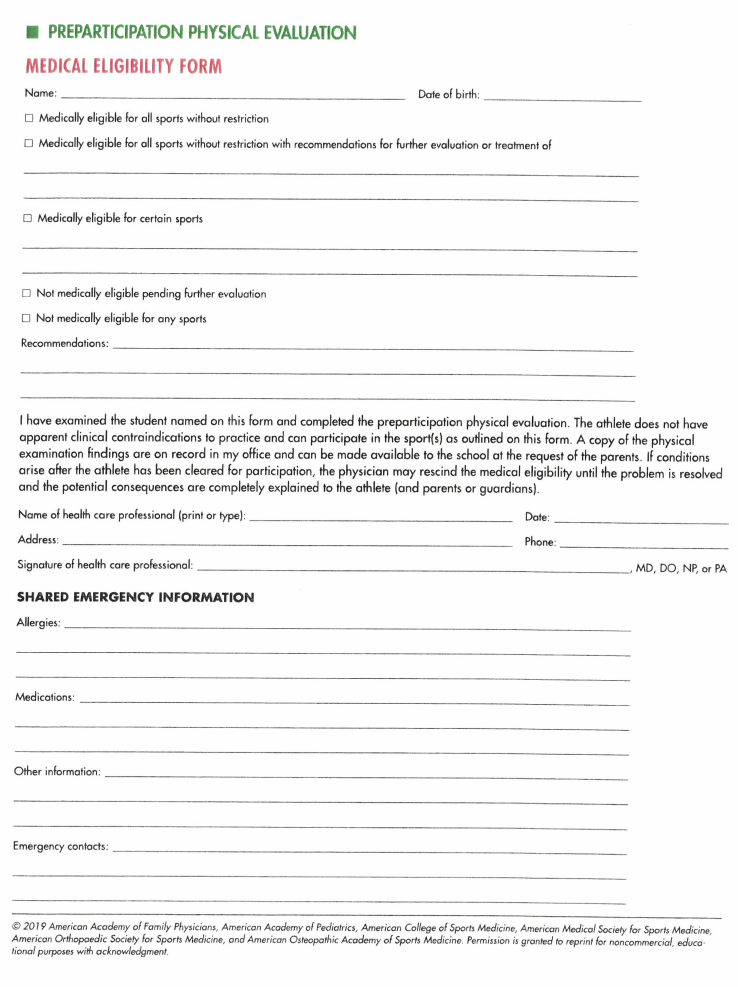 PREPARTICIPATION PHYSICAL EVALUATION
MEDICAL ELIGIBILITY FORM
Name: Date of birth:
Medically eligible for all sports without restriction
Medically eligible for all sports without restriction with recommendations for further evaluation or treatment of
Medically eligible for certain sports
Not medically eligible pending further evaluation
Not medically eligible for any sports
Recommendations:
I have examined the student named on this form and completed the preparticipation physical evaluation. The athlete does not have
apparent clinical contraindications to practice and can participate in the sport(s) as outlined on this form. A copy of the physical
examination findings are on record in my office and can be made available to the school at the request of the parents. If conditions
arise after the athlete has been cleared for participation, the physician may rescind the medical eligibility until the problem is resolved
and the potential consequences are completely explained to the athlete (and parents or guardians).
Name of health care professional (print or type): Date:
Address: Phone:
Signature of health care professional: , MD, DO, NP, or PA
SHARED EMERGENCY INFORMATION
Allergies:
Medications:
Other information:
Emergency contacts:
© 2019 American Academy of Family Physicians, American Academy of Pediatrics, American College of Sports Medicine, American Medical Society for Sports Medicine,
American Orthopaedic Society for Sports Medicine, and American Osteopathic Academy of Sports Medicine. Permission is granted to reprint for noncommercial, educa-
tional purposes with acknowledgment.